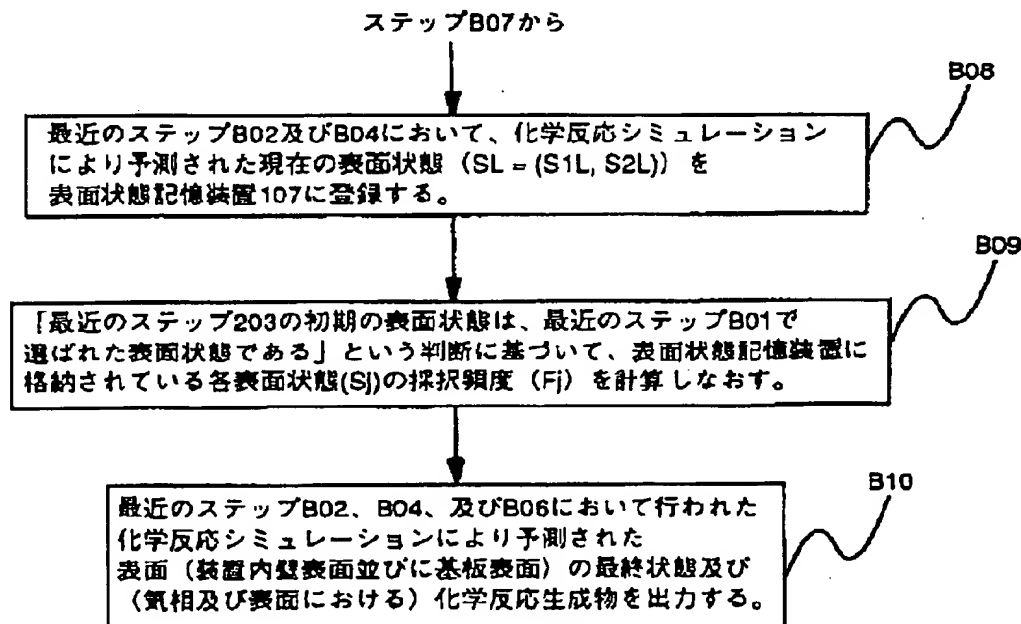 ステップB07から
B08
最近のステップB02及びB04において、化学反応シミュレーション
により予測された現在の表面状態（SL = (S1L, S2L)）を
表面状態記憶装置107に登録する。
B09
「最近のステップ203の初期の表面状態は、最近のステップB01で
選ばれた表面状態である」という判断に基づいて、表面状態記憶装置に
格納されている各表面状態(Sj)の採択頻度（Fj）を計算しなおす。
B10
最近のステップB02、B04、及びB06において行われた
化学反応シミュレーションにより予測された
表面（装置内壁表面並びに基板表面）の最終状態及び
（気相及び表面における）化学反応生成物を出力する。